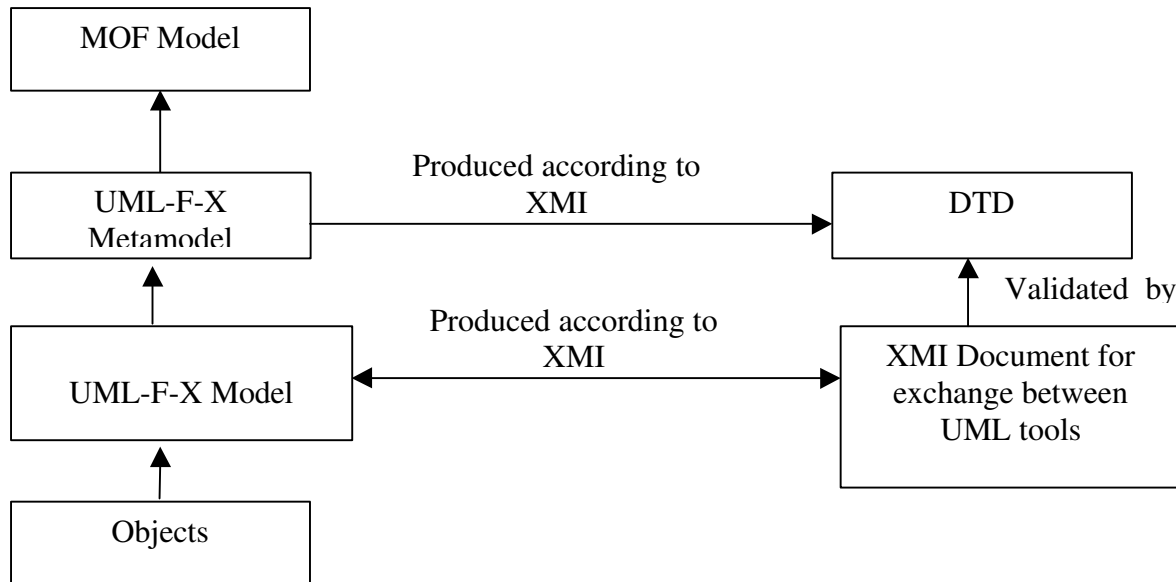 MOF Model
Produced according to
XMI
UML-F-X
Metamodel
DTD
Validated by
Produced according to
XMI
UML-F-X Model
XMI Document for
exchange between
UML tools
Objects